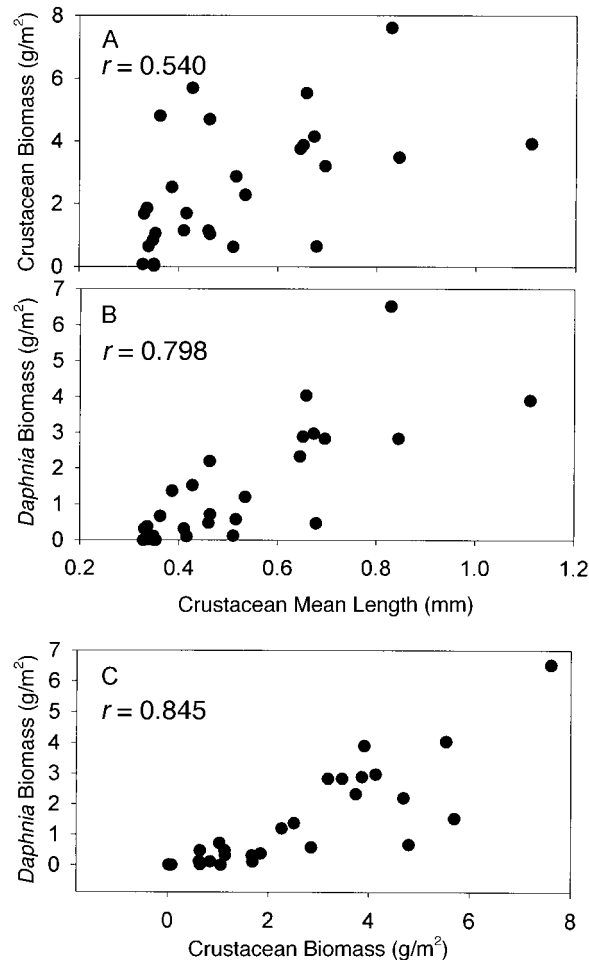 A
r = 0.540
Crustacean Biomass (g/m²)
8
6
4
2
0
B
r = 0.798
Daphnia Biomass (g/m²)
7
6
5
4
3
2
1
0
0.2 0.4 0.6 0.8 1.0 1.2
Crustacean Mean Length (mm)
C
r = 0.845
Daphnia Biomass (g/m²)
7
6
5
4
3
2
1
0
0 2 4 6 8
Crustacean Biomass (g/m²)